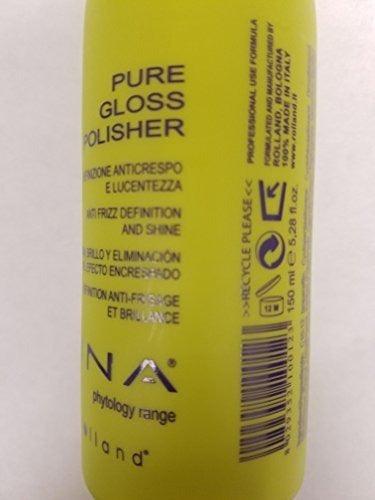 PURE
GLOSS
POLISHER
DEFINIZIONE ANTICRESPO
E LUCENTEZZA
ANTI FRIZZ DEFINITION
AND SHINE
BRILLO Y ELIMINACIÓN
EFECTO ENCRESPADO
DEFINITION ANTI-FRISAGE
ET BRILLANCE
NA®
phytology range
olland®
PROFESSIONAL USE FORMULA
FORMULATED AND MANUFACTURED BY
ROLLAND, BOLOGNA
100% MADE IN ITALY
www.rolland.it
>>RECYCLE PLEASE<<
12 M
150 ml e 5,28 fl.oz.
8029352100123